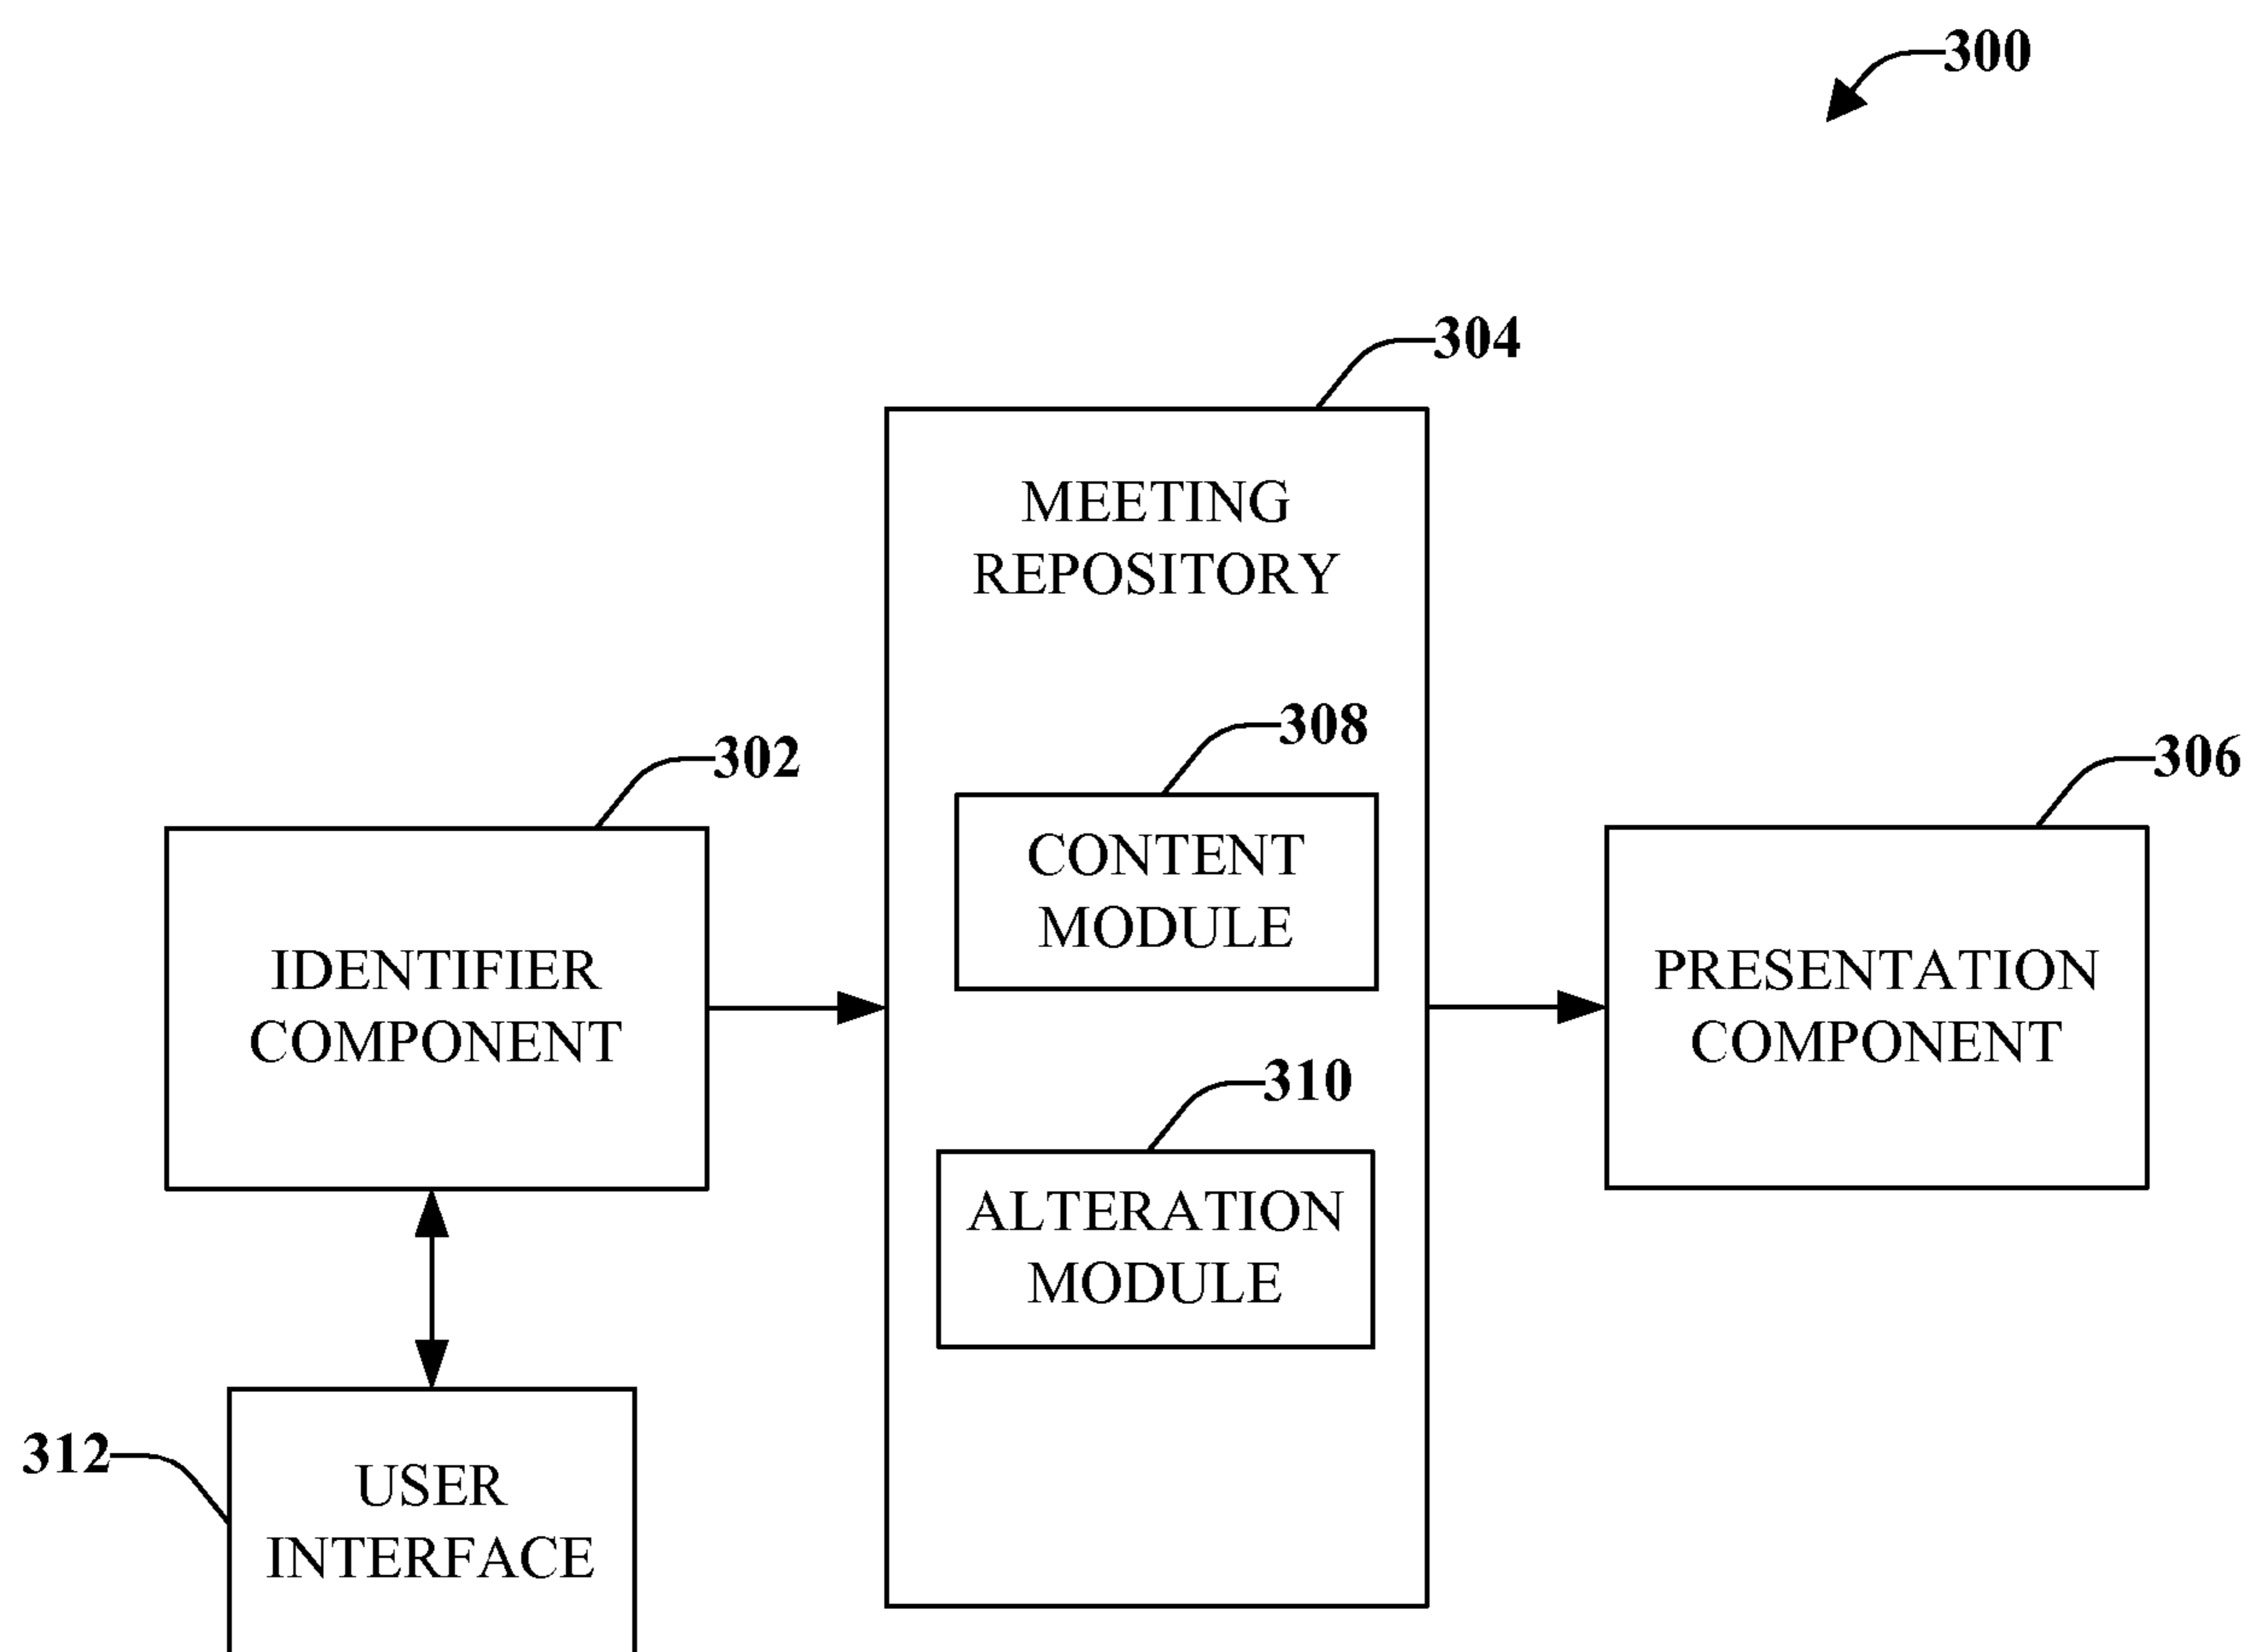 300
304
MEETING
REPOSITORY
308
302
306
CONTENT
MODULE
IDENTIFIER
COMPONENT
PRESENTATION
COMPONENT
310
ALTERATION
MODULE
312
USER
INTERFACE